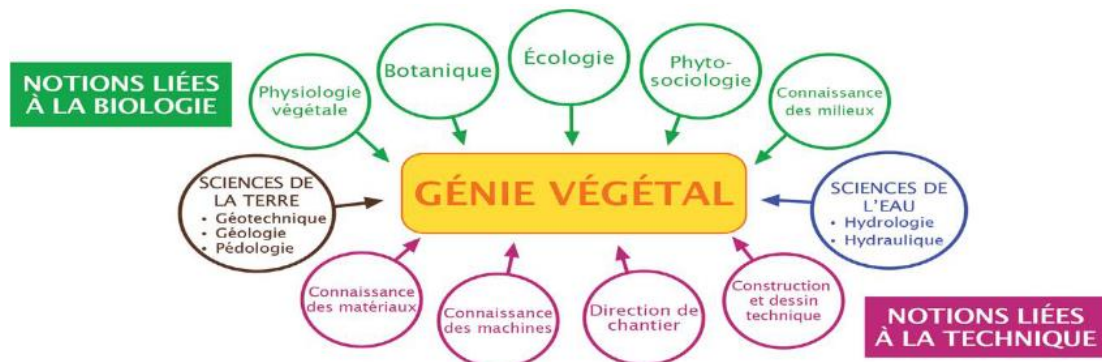 NOTIONS LIÉES
À LA BIOLOGIE
Physiologie
végétale
Botanique
Écologie
Phyto-
sociologie
Connaissance
des milieux
SCIENCES DE
LA TERRE
• Géotechnique
• Géologie
• Pédologie
GÉNIE VÉGÉTAL
SCIENCES DE
L'EAU
• Hydrologie
• Hydraulique
Connaissance
des matériaux
Connaissance
des machines
Direction de
chantier
Construction
et dessin
technique
NOTIONS LIÉES
À LA TECHNIQUE